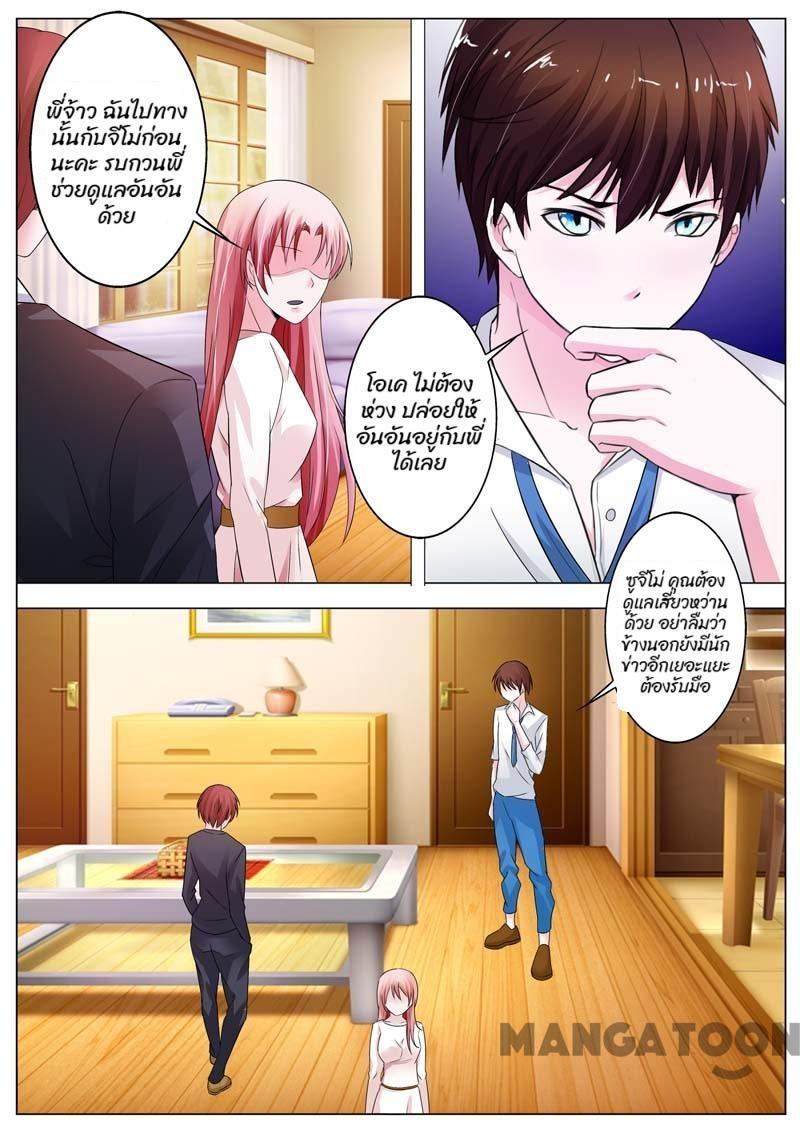 พี่จ้าว ฉันไปทาง
นั้นกับจีโม่ก่อน
นะคะ รบกวนพี่
ช่วยดูแลอันอัน
ด้วย
โอเค ไม่ต้อง
ห่วง ปล่อยให้
อันอันอยู่กับพี่
ได้เลย
ซูจีโม่ คุณต้อง
ดูแลเสี่ยวหว่าน
ด้วย อย่าลืมว่า
ข้างนอกยังมีนัก
ข่าวอีกเยอะแยะ
ต้องรับมือ
MANGATOON